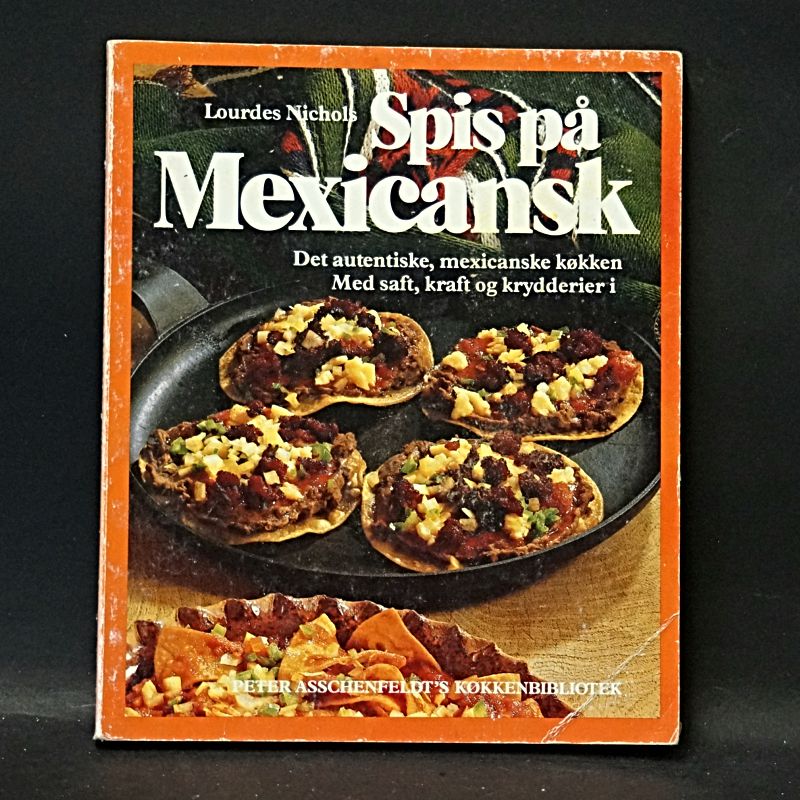 Lourdes Nichols
Spis på
Mexicansk
Det autentiske, mexicanske køkken
Med saft, kraft og krydderier i
PETER ASSCHENFELDT'S KØKKENBIBLIOTEK